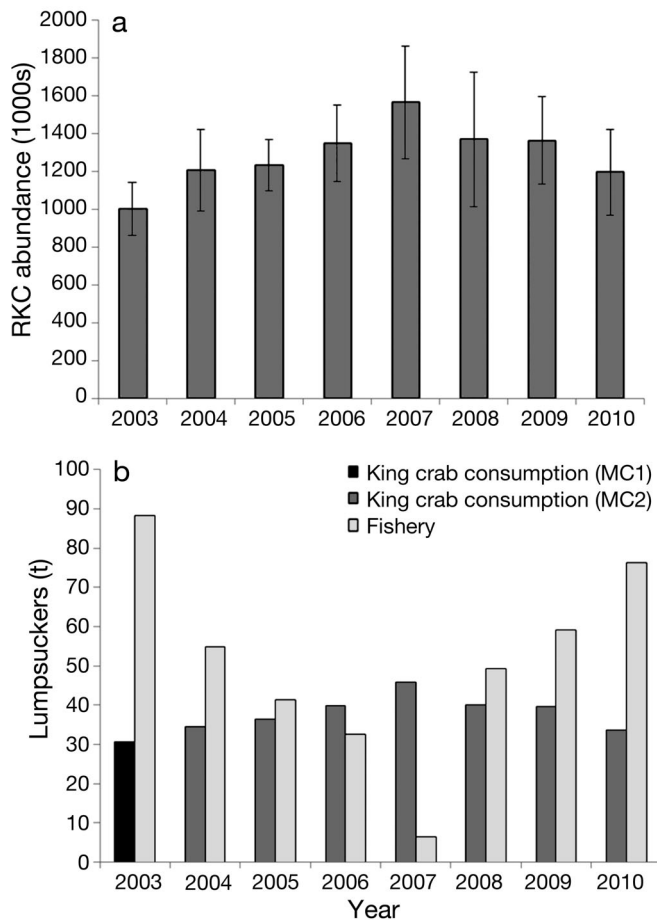 a
RKC abundance (1000s)
2000
1800
1600
1400
1200
1000
800
600
400
200
0
2003 2004 2005 2006 2007 2008 2009 2010
b
King crab consumption (MC1)
King crab consumption (MC2)
Fishery
Lumpsuckers (t)
100
90
80
70
60
50
40
30
20
10
0
2003 2004 2005 2006 2007 2008 2009 2010
Year